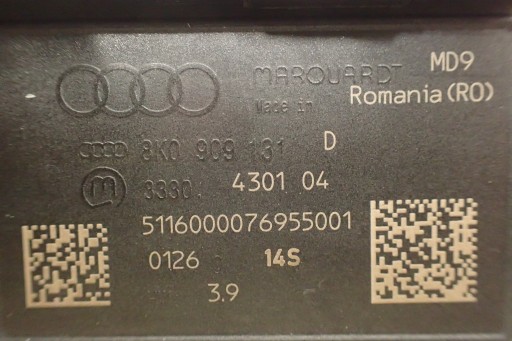 MARQUARDT MD9
Made in Romania(RO)
8K0 909 131 D
3330. 4301 04
5116000076955001
0126 14S
3.9